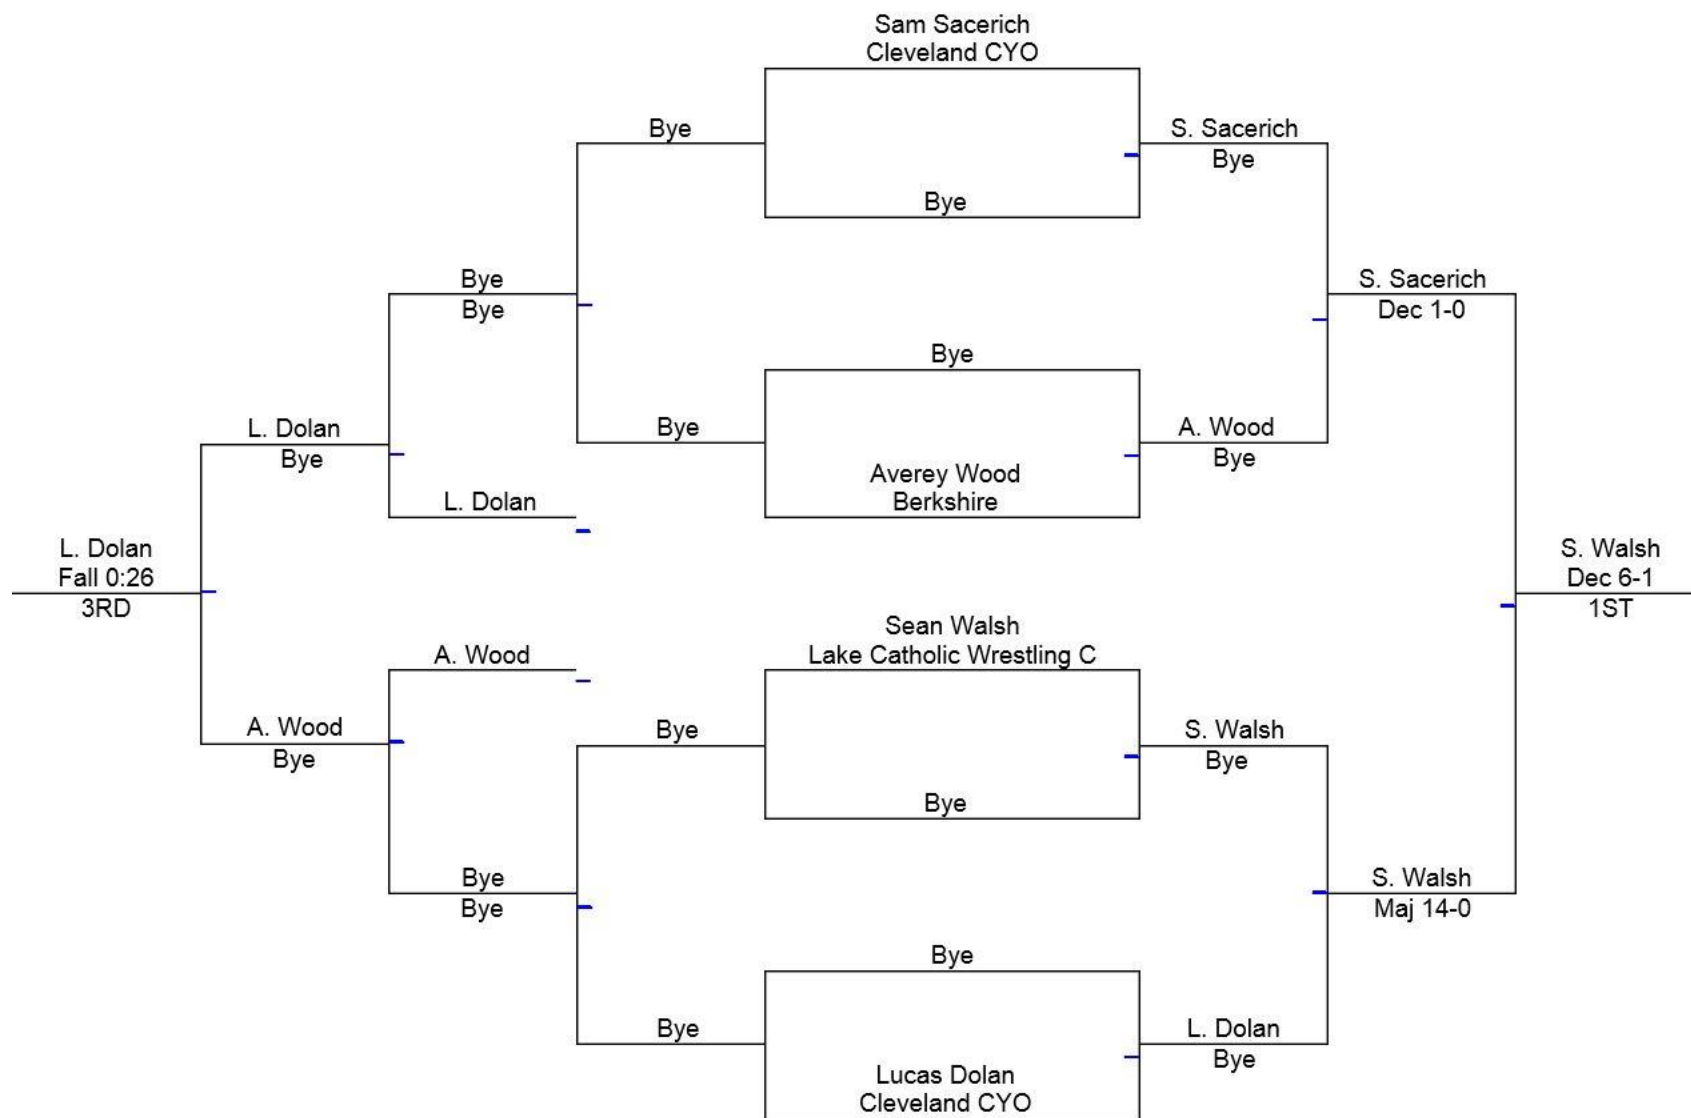 Sam Sacerich
Cleveland CYO
Bye
S. Sacerich
Bye
Bye
Bye
Bye
S. Sacerich
Dec 1-0
Bye
L. Dolan
Bye
Bye
A. Wood
Bye
Averey Wood
Berkshire
L. Dolan
L. Dolan
Fall 0:26
3RD
S. Walsh
Dec 6-1
1ST
Sean Walsh
Lake Catholic Wrestling C
A. Wood
A. Wood
Bye
Bye
S. Walsh
Bye
Bye
Bye
Bye
S. Walsh
Maj 14-0
Bye
Bye
L. Dolan
Bye
Lucas Dolan
Cleveland CYO